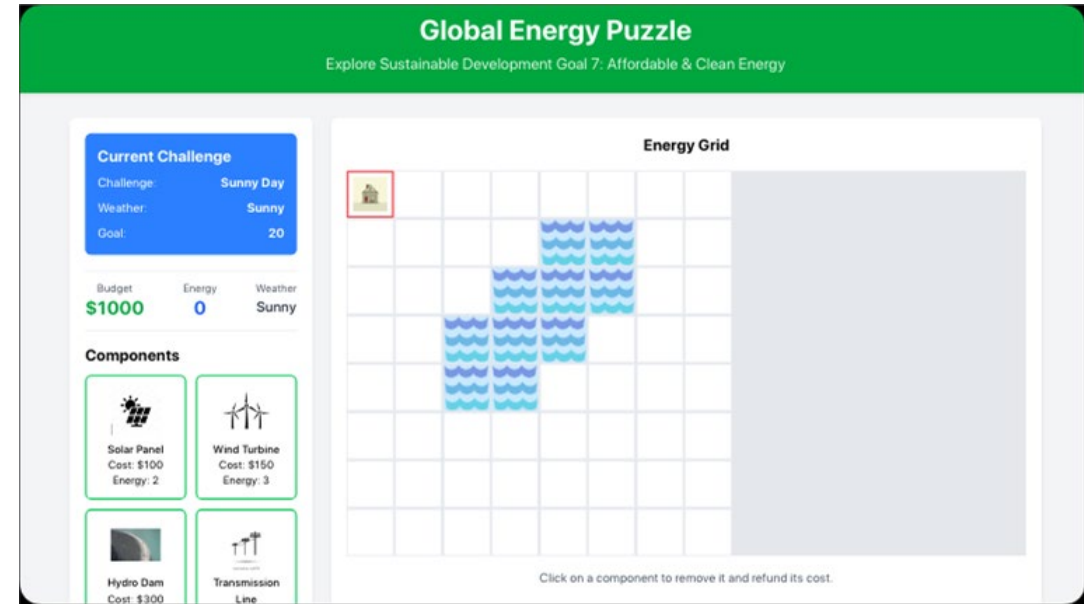 Global Energy Puzzle
Explore Sustainable Development Goal 7: Affordable & Clean Energy
Current Challenge
Challenge: Sunny Day
Weather: Sunny
Goal: 20
Budget Energy Weather
$1000 0 Sunny
Components
Solar Panel
Cost: $100
Energy: 2
Wind Turbine
Cost: $150
Energy: 3
Hydro Dam
Cost: $300
Transmission
Line
Energy Grid
Click on a component to remove it and refund its cost.